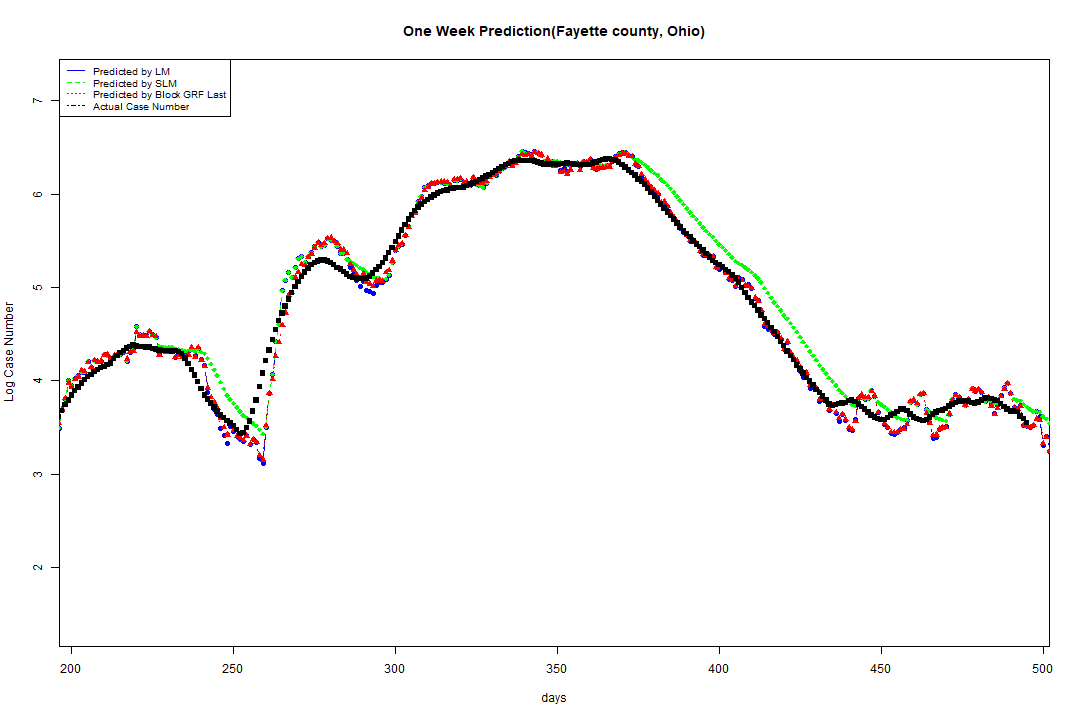 One Week Prediction(Fayette county, Ohio)
Predicted by LM
Predicted by SLM
Predicted by Block GRF Last
Actual Case Number
7
6
5
4
3
2
Log Case Number
200 250 300 350 400 450 500
days